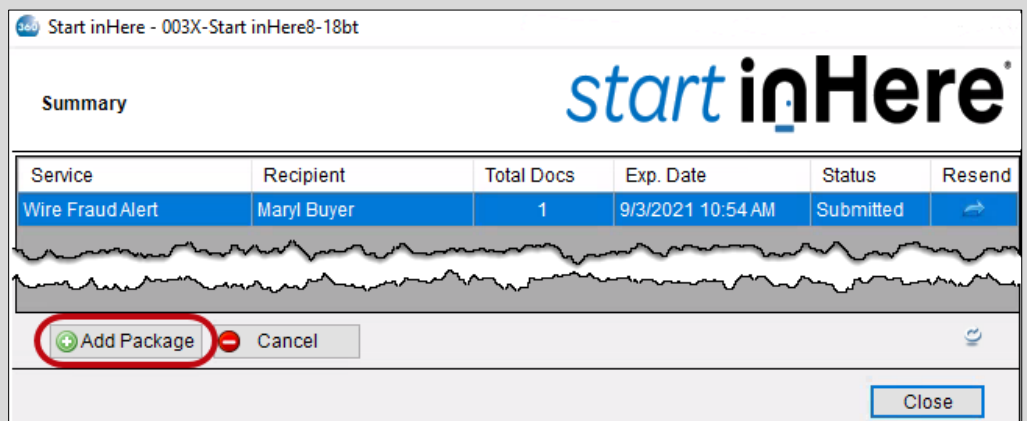 360 Start inHere - 003X-Start inHere8-18bt
start inHere
Summary
Service Recipient Total Docs Exp. Date Status Resend
Wire Fraud Alert Maryl Buyer 1 9/3/2021 10:54 AM Submitted
Add Package Cancel
Close